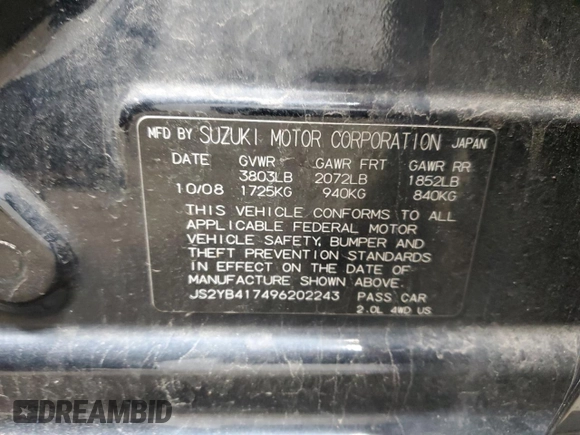 MFD BY SUZUKI MOTOR CORPORATION JAPAN
DATE GVWR GAWR FRT GAWR RR
3803LB 2072LB 1852LB
10/08 1725KG 940KG 840KG
THIS VEHICLE CONFORMS TO ALL
APPLICABLE FEDERAL MOTOR
VEHICLE SAFETY, BUMPER AND
THEFT PREVENTION STANDARDS
IN EFFECT ON THE DATE OF
MANUFACTURE SHOWN ABOVE.
JS2YB417496202243 PASS CAR
2.0L 4WD US
DREAMBID